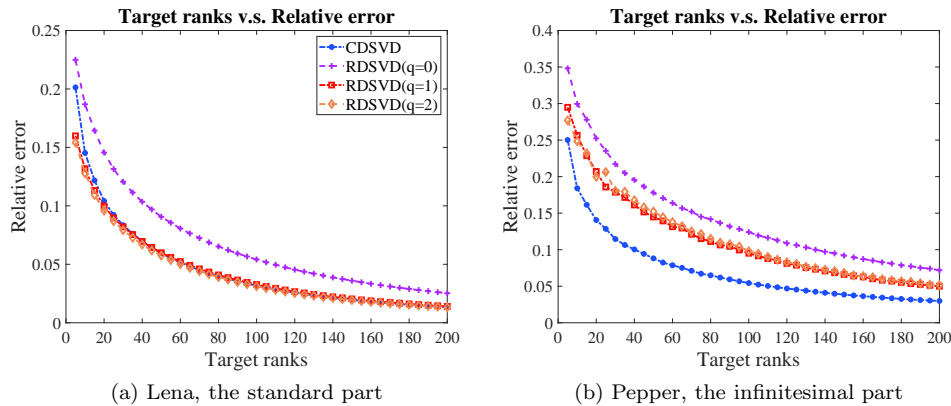 Target ranks v.s. Relative error
0.25
0.2
0.15
0.1
0.05
0
Relative error
0 20 40 60 80 100 120 140 160 180 200
Target ranks
CDSVD
RDSVD(q=0)
RDSVD(q=1)
RDSVD(q=2)
(a) Lena, the standard part
Target ranks v.s. Relative error
0.4
0.35
0.3
0.25
0.2
0.15
0.1
0.05
0
Relative error
0 20 40 60 80 100 120 140 160 180 200
Target ranks
(b) Pepper, the infinitesimal part